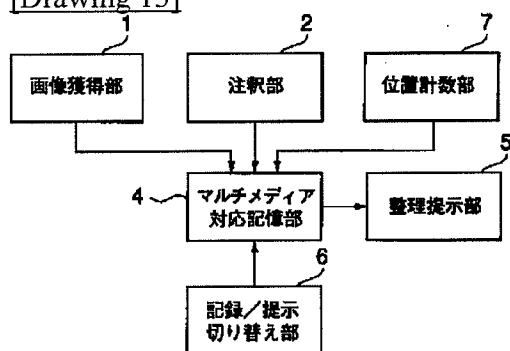 [Drawing 13]
1
2
7
画像獲得部
注釈部
位置計数部
5
4
マルチメディア
対応記憶部
整理提示部
6
記録／提示
切り替え部